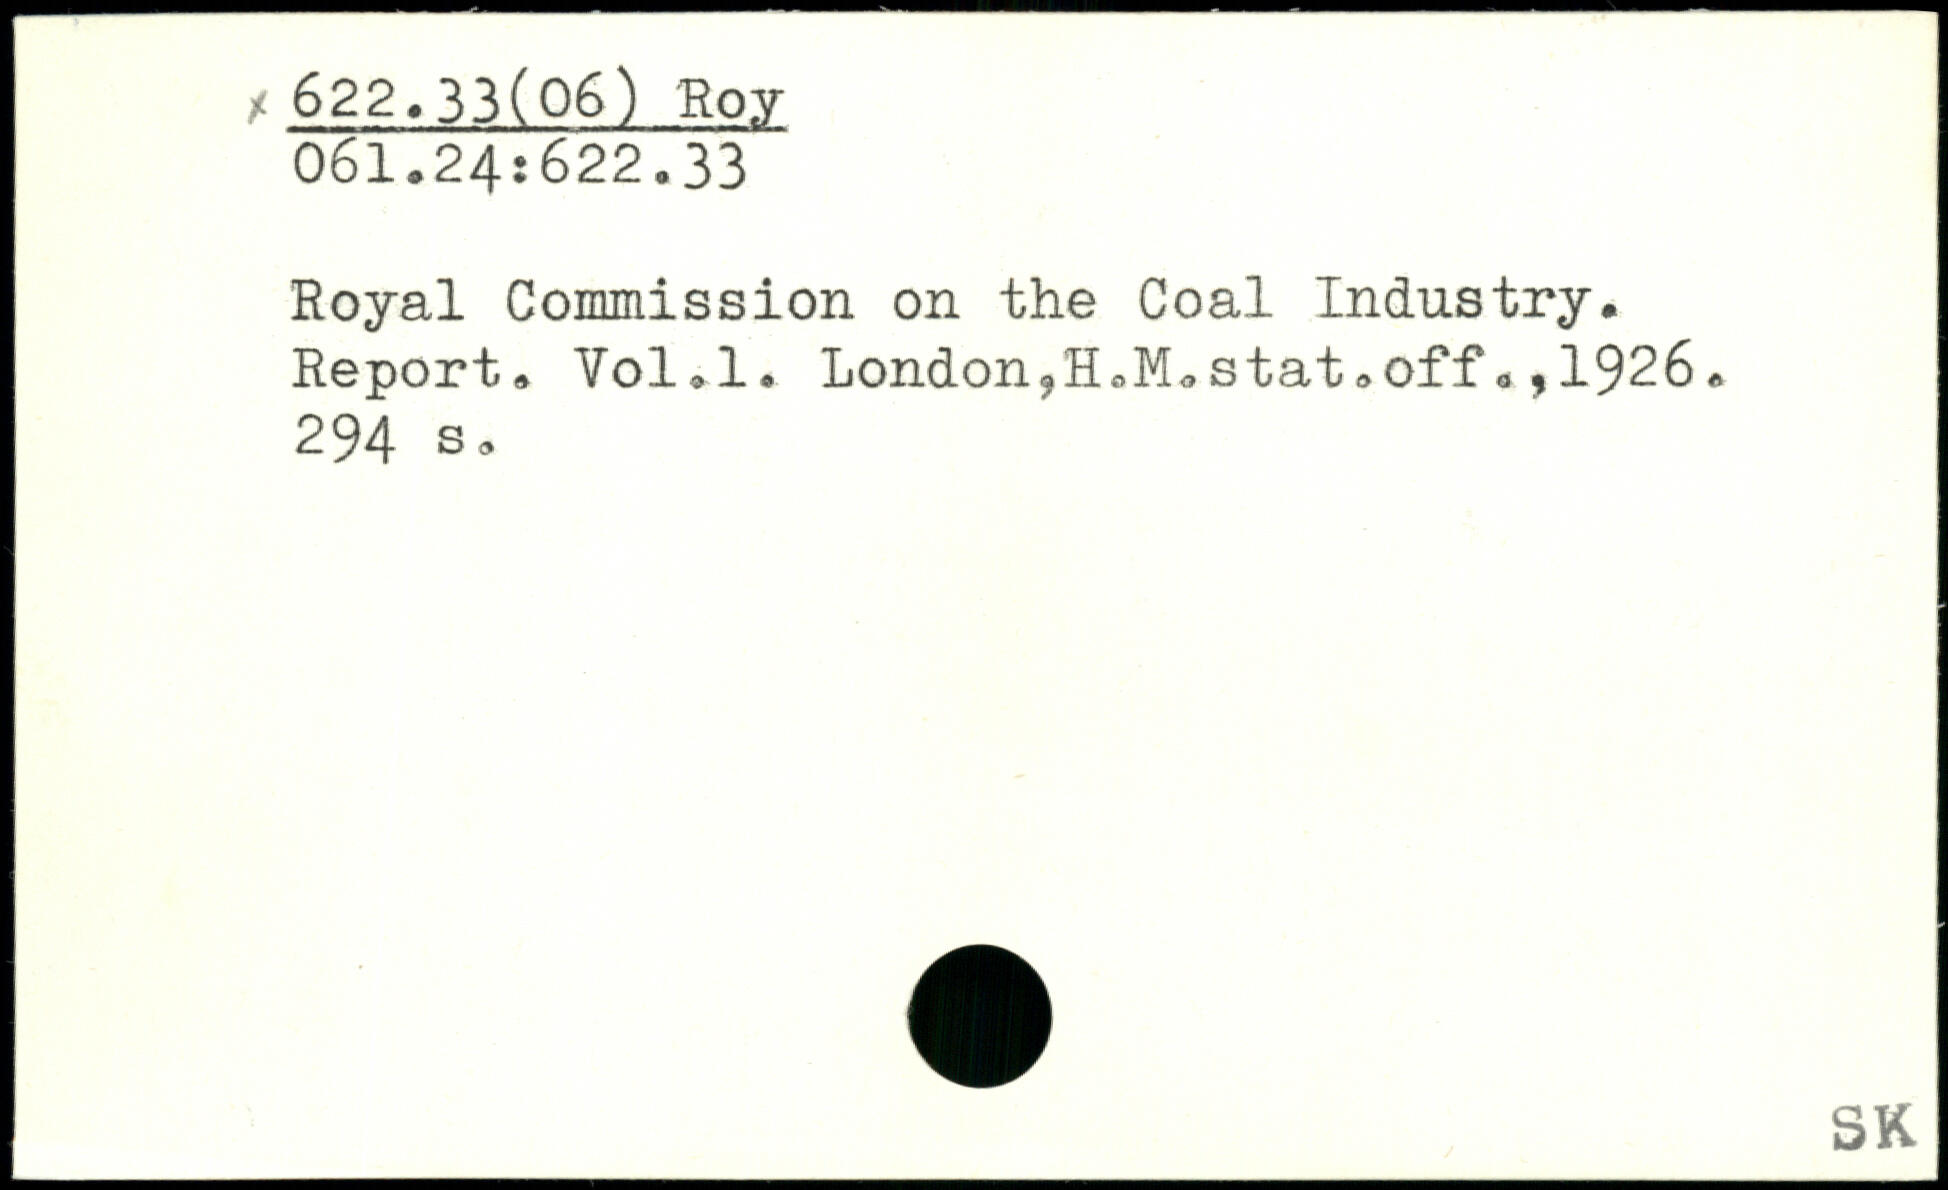 x 622.33(06) Roy
061.24:622.33
Royal Commission on the Coal Industry.
Report. Vol.1. London,H.M.stat.off.,1926.
294 s.
SK